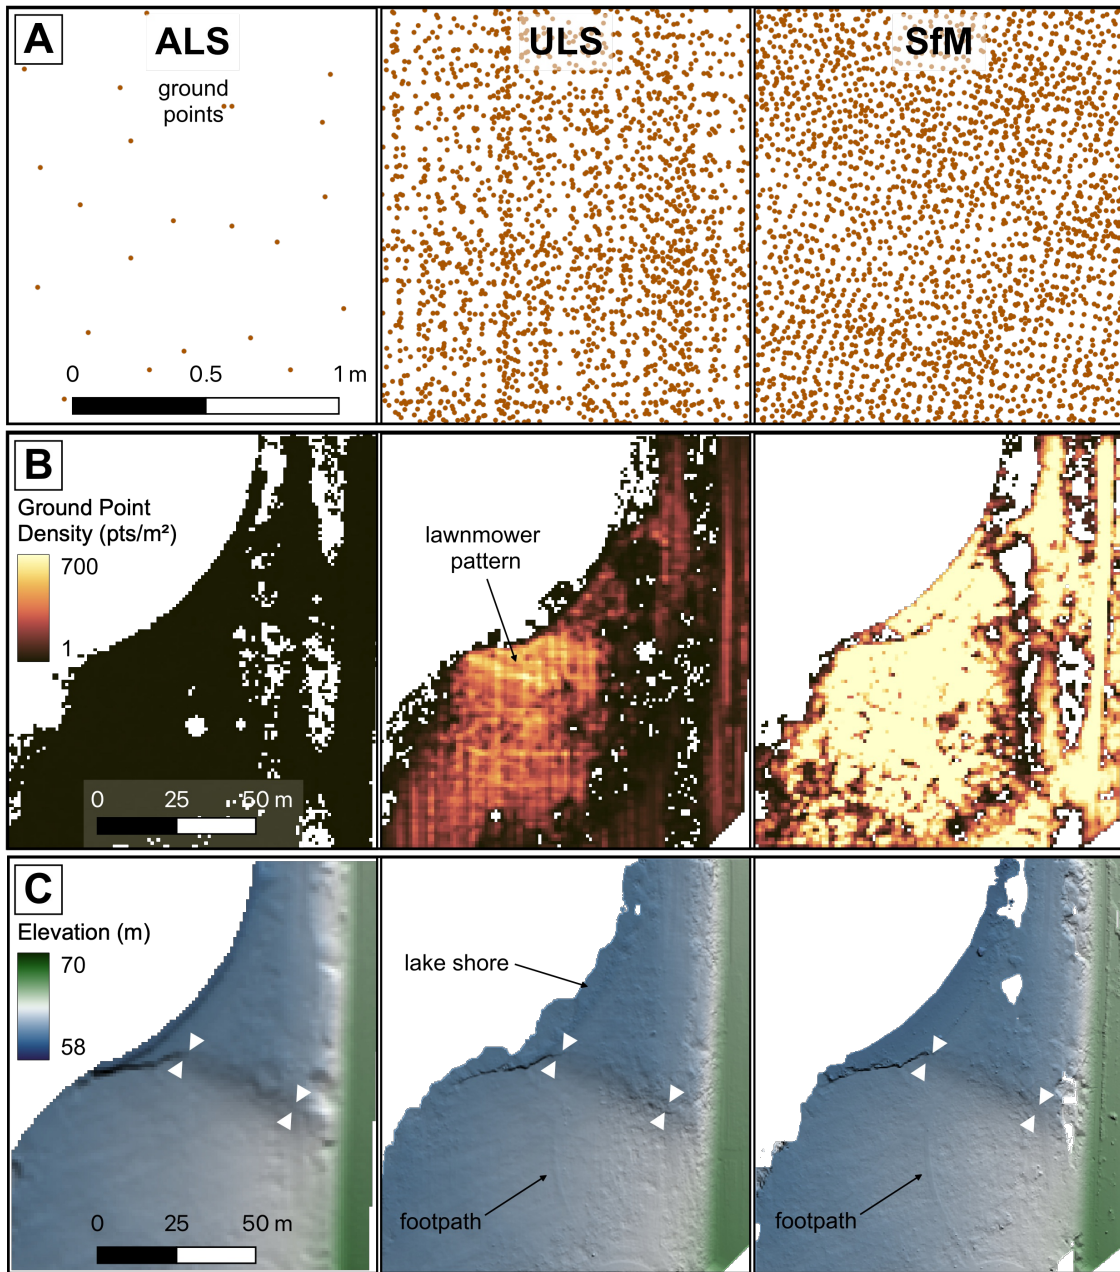 A
ALS
ULS
SfM
ground
points
0 0.5 1 m
B
Ground Point
Density (pts/m²)
700
1
lawnmower
pattern
0 25 50 m
C
Elevation (m)
70
58
lake shore
footpath
footpath
0 25 50 m